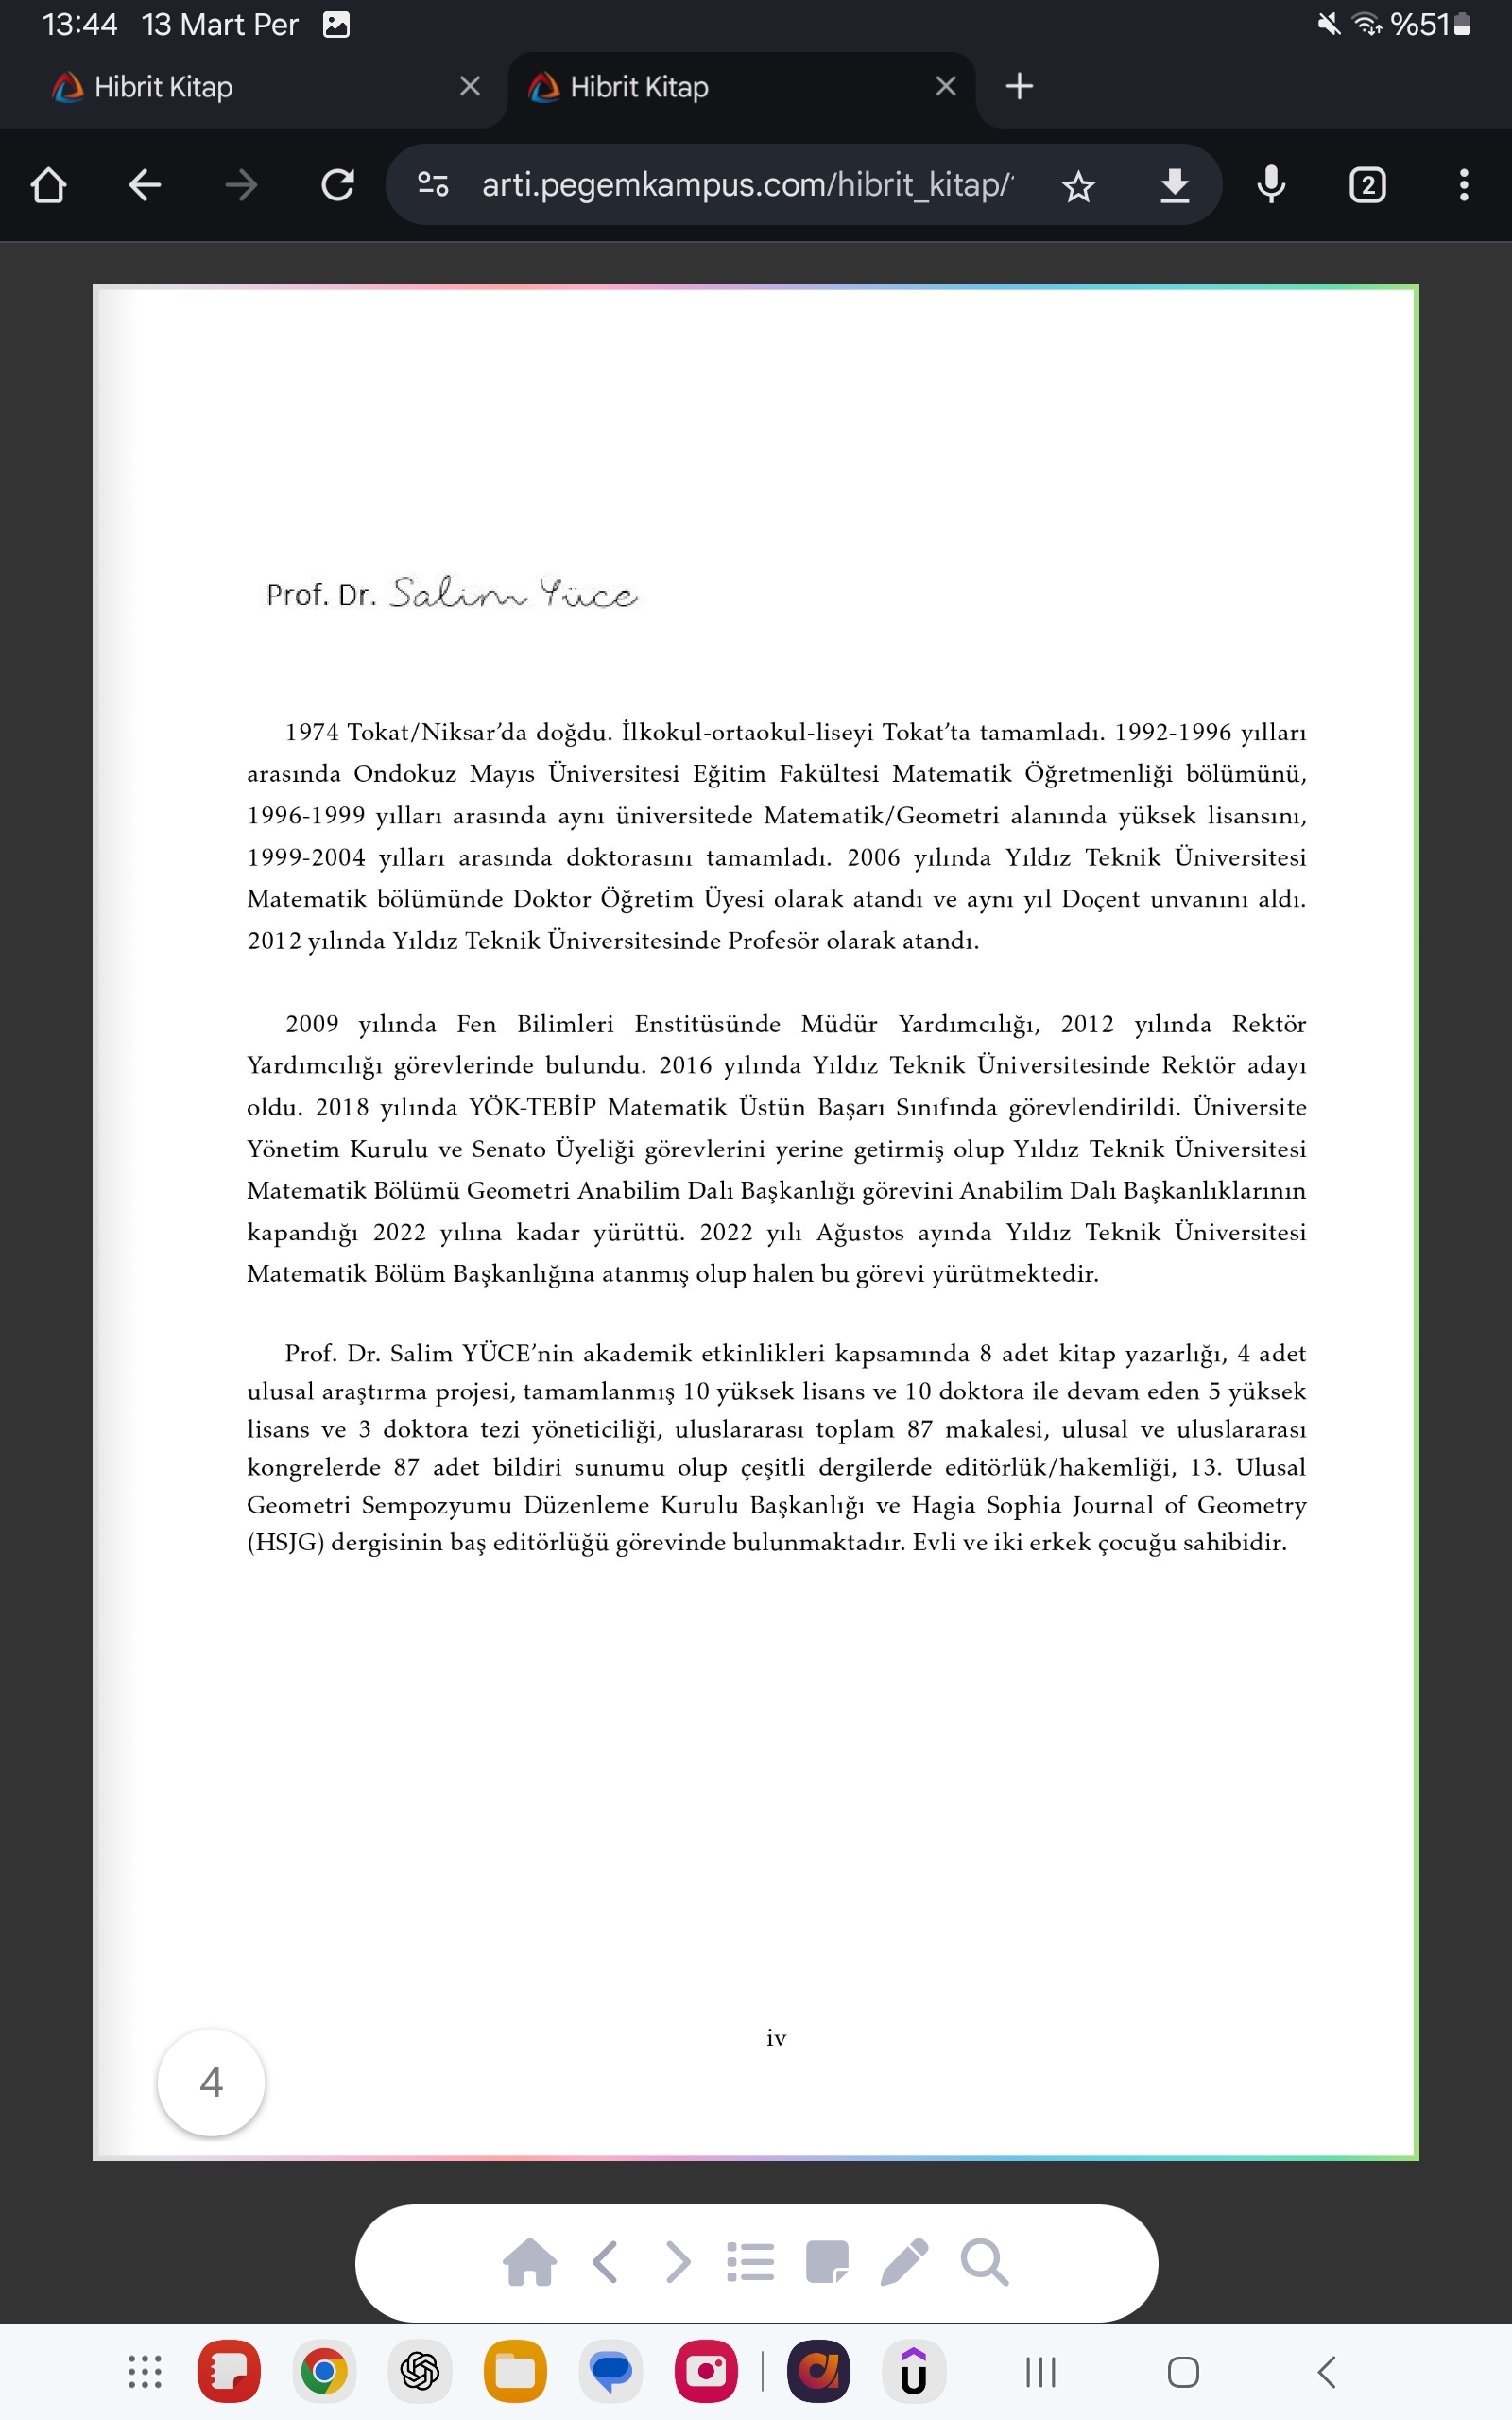 13:44 13 Mart Per %51
Hibrit Kitap Hibrit Kitap
arti.pegemkampus.com/hibrit_kitap/ 2
Prof. Dr. Salim Yüce
1974 Tokat/Niksar’da doğdu. İlkokul-ortaokul-liseyi Tokat’ta tamamladı. 1992-1996 yılları
arasında Ondokuz Mayıs Üniversitesi Eğitim Fakültesi Matematik Öğretmenliği bölümünü,
1996-1999 yılları arasında aynı üniversitede Matematik/Geometri alanında yüksek lisansını,
1999-2004 yılları arasında doktorasını tamamladı. 2006 yılında Yıldız Teknik Üniversitesi
Matematik bölümünde Doktor Öğretim Üyesi olarak atandı ve aynı yıl Doçent unvanını aldı.
2012 yılında Yıldız Teknik Üniversitesinde Profesör olarak atandı.
2009 yılında Fen Bilimleri Enstitüsünde Müdür Yardımcılığı, 2012 yılında Rektör
Yardımcılığı görevlerinde bulundu. 2016 yılında Yıldız Teknik Üniversitesinde Rektör adayı
oldu. 2018 yılında YÖK-TEBİP Matematik Üstün Başarı Sınıfında görevlendirildi. Üniversite
Yönetim Kurulu ve Senato Üyeliği görevlerini yerine getirmiş olup Yıldız Teknik Üniversitesi
Matematik Bölümü Geometri Anabilim Dalı Başkanlığı görevini Anabilim Dalı Başkanlıklarının
kapandığı 2022 yılına kadar yürüttü. 2022 yılı Ağustos ayında Yıldız Teknik Üniversitesi
Matematik Bölüm Başkanlığına atanmış olup halen bu görevi yürütmektedir.
Prof. Dr. Salim YÜCE’nin akademik etkinlikleri kapsamında 8 adet kitap yazarlığı, 4 adet
ulusal araştırma projesi, tamamlanmış 10 yüksek lisans ve 10 doktora ile devam eden 5 yüksek
lisans ve 3 doktora tezi yöneticiliği, uluslararası toplam 87 makalesi, ulusal ve uluslararası
kongrelerde 87 adet bildiri sunumu olup çeşitli dergilerde editörlük/hakemliği, 13. Ulusal
Geometri Sempozyumu Düzenleme Kurulu Başkanlığı ve Hagia Sophia Journal of Geometry
(HSJG) dergisinin baş editörlüğü görevinde bulunmaktadır. Evli ve iki erkek çocuğu sahibidir.
iv
4